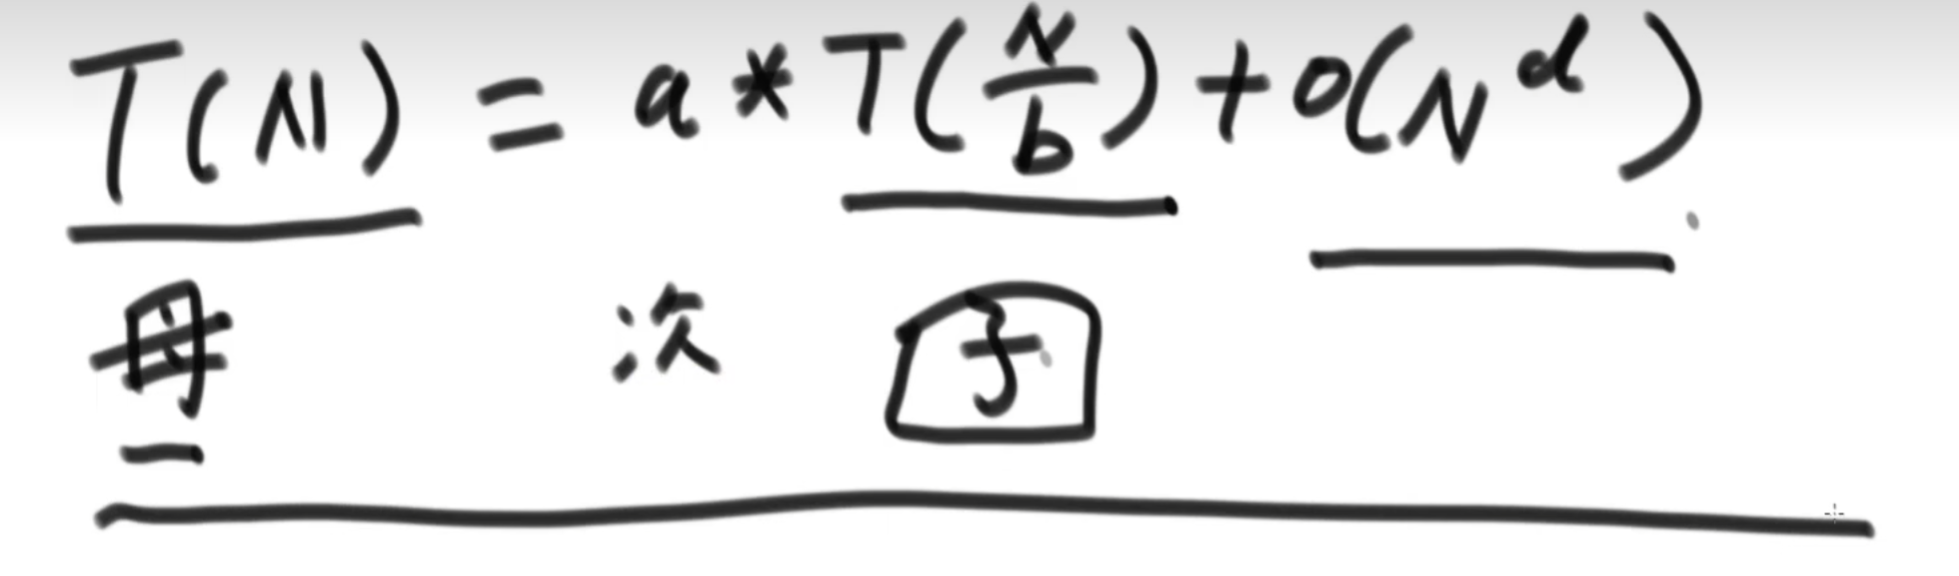 T(N) = a * T(N/b) + O(N^d)
母 次 子